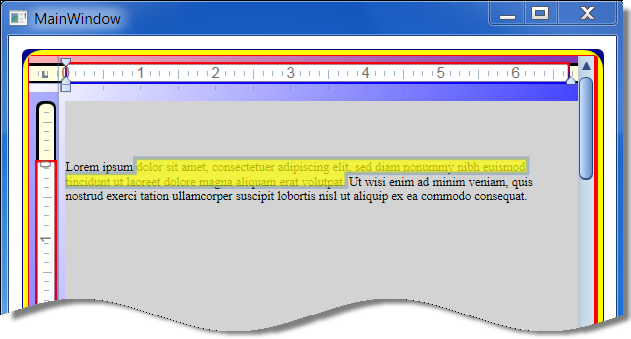 MainWindow
L 0 1 2 3 4 5 6
0
1
Lorem ipsum dolor sit amet, consectetuer adipiscing elit, sed diam nonummy nibh euismod
tincidunt ut laoreet dolore magna aliquam erat volutpat. Ut wisi enim ad minim veniam, quis
nostrud exerci tation ullamcorper suscipit lobortis nisl ut aliquip ex ea commodo consequat.